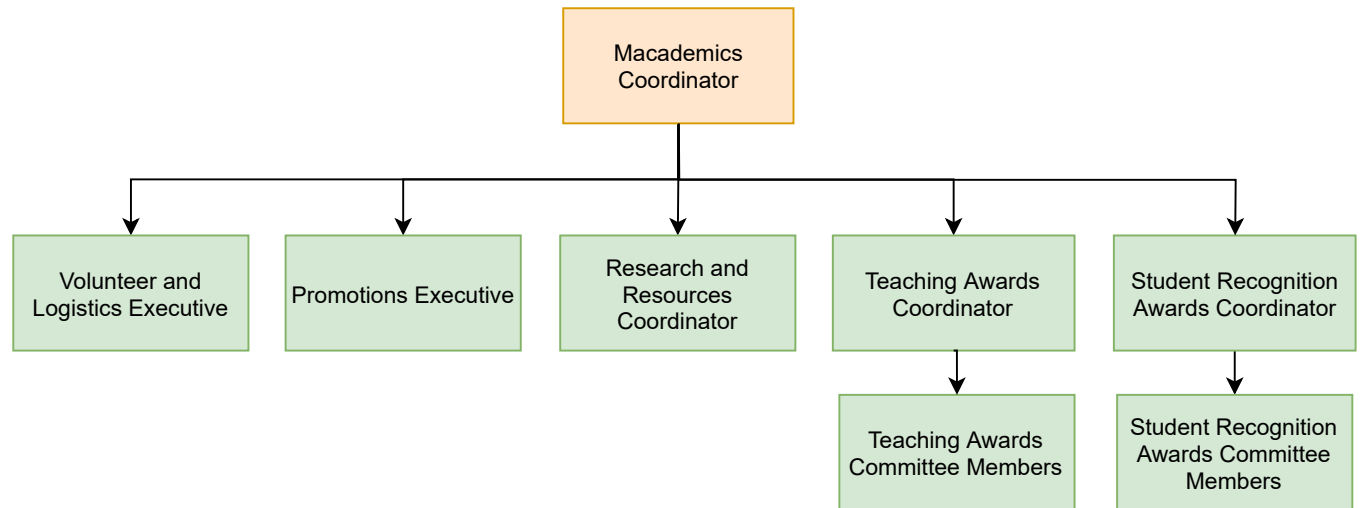 Macademics
Coordinator
Volunteer and
Logistics Executive
Promotions Executive
Research and
Resources
Coordinator
Teaching Awards
Coordinator
Student Recognition
Awards Coordinator
Teaching Awards
Committee Members
Student Recognition
Awards Committee
Members